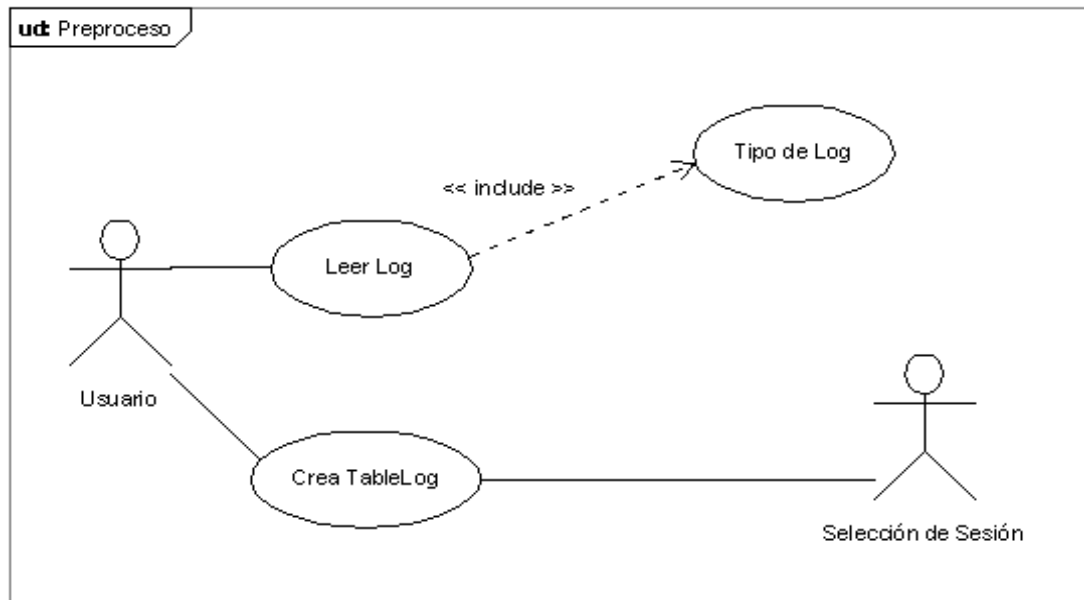 ud: Preproceso
Tipo de Log
<< include >>
Leer Log
Usuario
Crea TableLog
Selección de Sesión